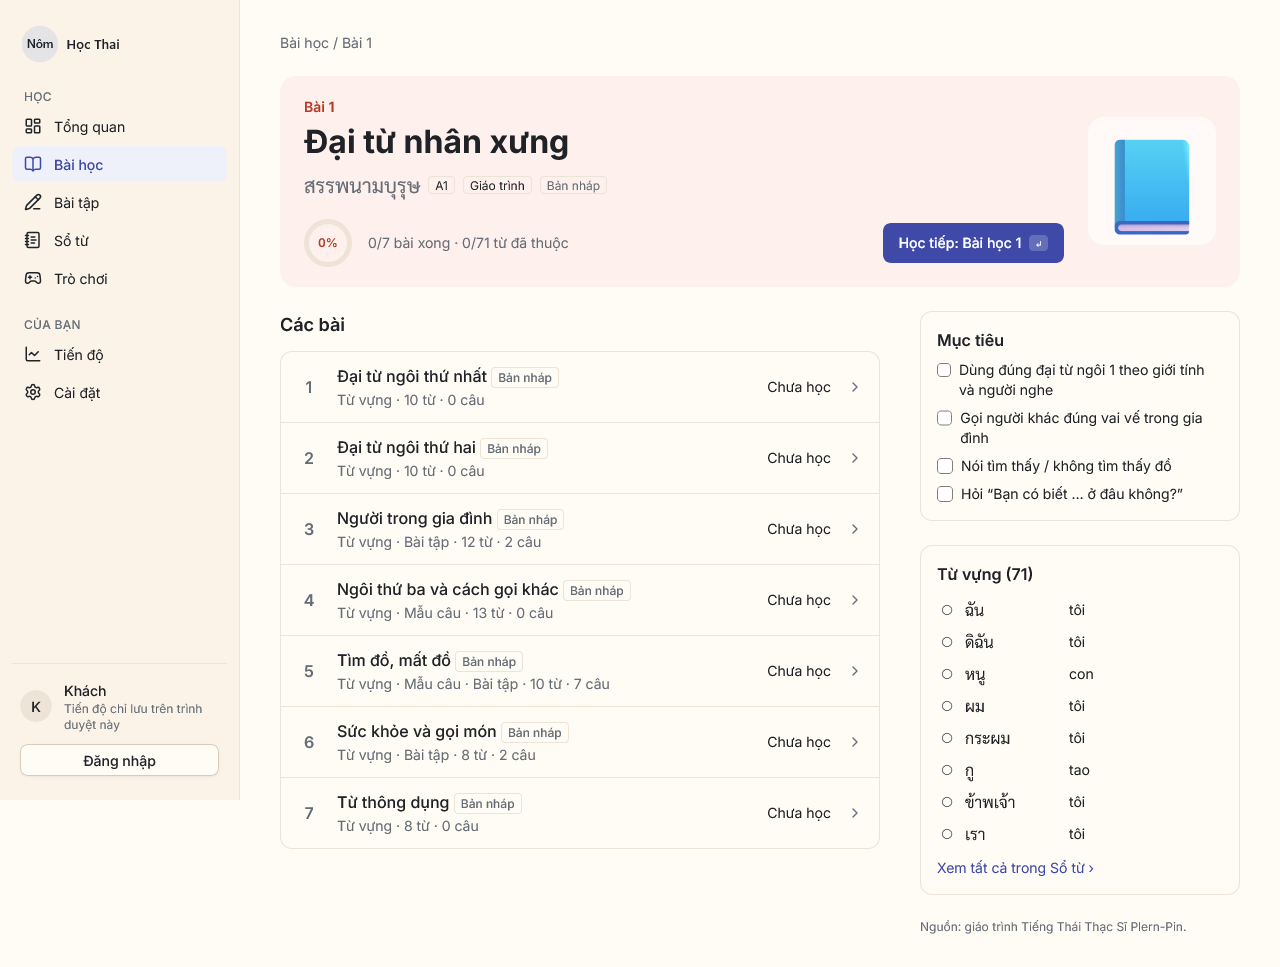 Nôm Học Thai
HỌC
Tổng quan
Bài học
Bài tập
Sổ từ
Trò chơi
CỦA BẠN
Tiến độ
Cài đặt
K
Khách
Tiến độ chỉ lưu trên trình
duyệt này
Đăng nhập
Bài học / Bài 1
Bài 1
Đại từ nhân xưng
สรรพนามบุรุษ A1 Giáo trình Bản nháp
0% 0/7 bài xong · 0/71 từ đã thuộc
Học tiếp: Bài học 1
Các bài
1 Đại từ ngôi thứ nhất Bản nháp Chưa học
Từ vựng · 10 từ · 0 câu
2 Đại từ ngôi thứ hai Bản nháp Chưa học
Từ vựng · 10 từ · 0 câu
3 Người trong gia đình Bản nháp Chưa học
Từ vựng · Bài tập · 12 từ · 2 câu
4 Ngôi thứ ba và cách gọi khác Bản nháp Chưa học
Từ vựng · Mẫu câu · 13 từ · 0 câu
5 Tìm đồ, mất đồ Bản nháp Chưa học
Từ vựng · Mẫu câu · Bài tập · 10 từ · 7 câu
6 Sức khỏe và gọi món Bản nháp Chưa học
Từ vựng · Bài tập · 8 từ · 2 câu
7 Từ thông dụng Bản nháp Chưa học
Từ vựng · 8 từ · 0 câu
Mục tiêu
Dùng đúng đại từ ngôi 1 theo giới tính
và người nghe
Gọi người khác đúng vai vế trong gia
đình
Nói tìm thấy / không tìm thấy đồ
Hỏi “Bạn có biết ... ở đâu không?”
Từ vựng (71)
ฉัน tôi
ดิฉัน tôi
หนู con
ผม tôi
กระผม tôi
กู tao
ข้าพเจ้า tôi
เรา tôi
Xem tất cả trong Sổ từ ›
Nguồn: giáo trình Tiếng Thái Thạc Sĩ Plern-Pin.